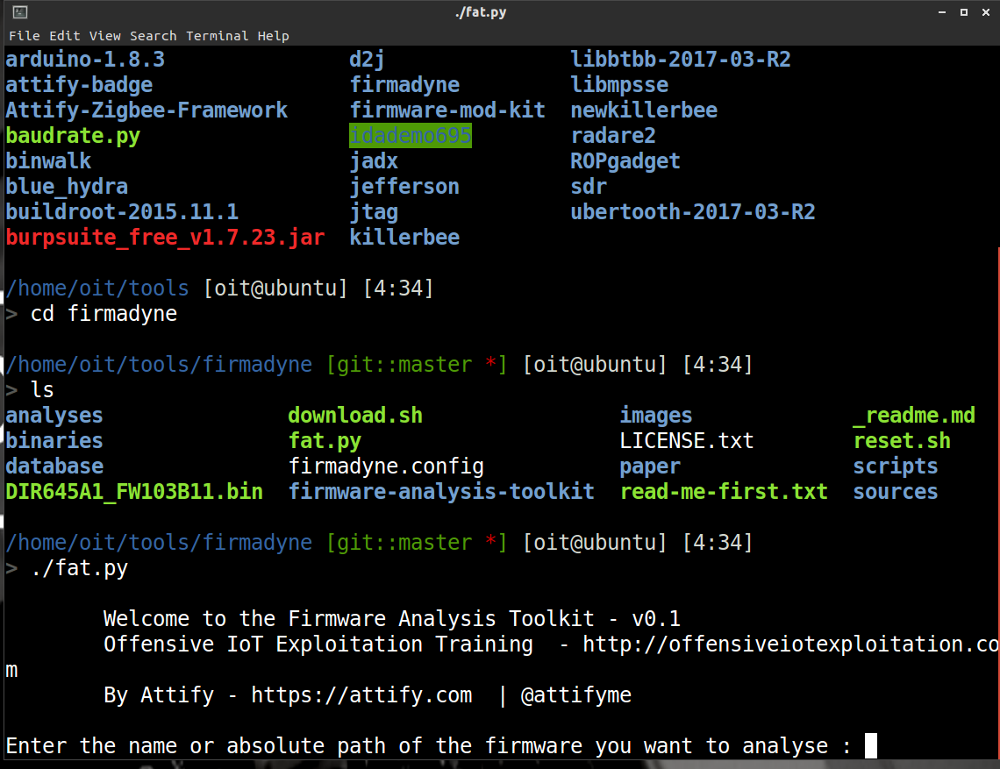 ./fat.py
File Edit View Search Terminal Help
arduino-1.8.3 d2j libbtbb-2017-03-R2
attify-badge firmadyne libmpsse
Attify-Zigbee-Framework firmware-mod-kit newkillerbee
baudrate.py idademo695 radare2
binwalk jadx ROPgadget
blue_hydra jefferson sdr
buildroot-2015.11.1 jtag ubertooth-2017-03-R2
burpsuite_free_v1.7.23.jar killerbee
/home/oit/tools [oit@ubuntu] [4:34]
> cd firmadyne
/home/oit/tools/firmadyne [git::master *] [oit@ubuntu] [4:34]
> ls
analyses download.sh images _readme.md
binaries fat.py LICENSE.txt reset.sh
database firmadyne.config paper scripts
DIR645A1_FW103B11.bin firmware-analysis-toolkit read-me-first.txt sources
/home/oit/tools/firmadyne [git::master *] [oit@ubuntu] [4:34]
> ./fat.py
Welcome to the Firmware Analysis Toolkit - v0.1
Offensive IoT Exploitation Training - http://offensiveiotexploitation.co
m
By Attify - https://attify.com | @attifyme
Enter the name or absolute path of the firmware you want to analyse :